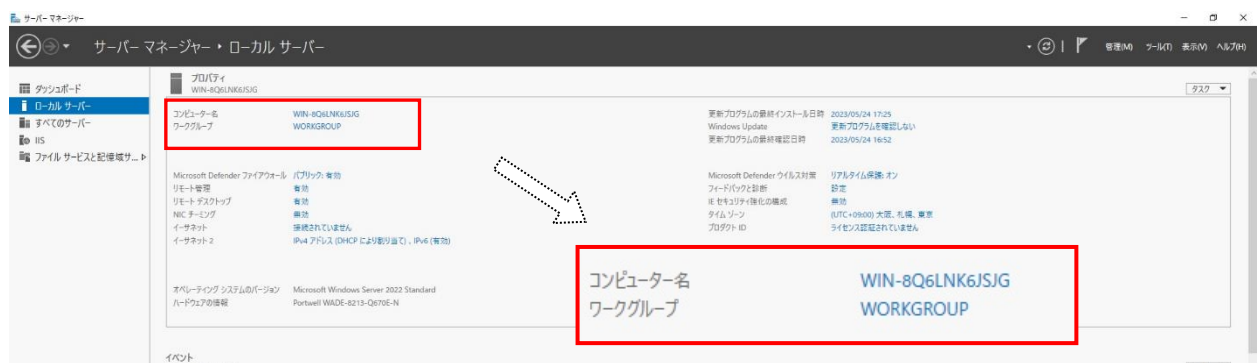 サーバー マネージャー
サーバー マネージャー・ローカル サーバー
管理(M) ツール(T) 表示(V) ヘルプ(H)
ダッシュボード
ローカル サーバー
すべてのサーバー
IIS
ファイル サービスと記憶域サ...
プロパティ
WIN-8Q6LNK6JSJG
タスク
コンピューター名 WIN-8Q6LNK6JSJG
ワークグループ WORKGROUP
更新プログラムの最終インストール日時 2023/05/24 17:25
Windows Update 更新プログラムを確認しない
更新プログラムの最終確認日時 2023/05/24 16:52
Microsoft Defender ファイアウォール パブリック: 有効
リモート管理 有効
リモート デスクトップ 有効
NIC チーミング 無効
イーサネット 接続されていません
イーサネット 2 IPv4 アドレス (DHCP により割り当て) , IPv6 (有効)
Microsoft Defender ウイルス対策 リアルタイム保護: オン
フィードバックと診断 設定
IE セキュリティ強化の構成 無効
タイム ゾーン (UTC+09:00) 大阪、札幌、東京
プロダクト ID ライセンス認証されていません
オペレーティング システムのバージョン Microsoft Windows Server 2022 Standard
ハードウェアの情報 Portwell WADE-8213-Q670E-N
コンピューター名 WIN-8Q6LNK6JSJG
ワークグループ WORKGROUP
イベント